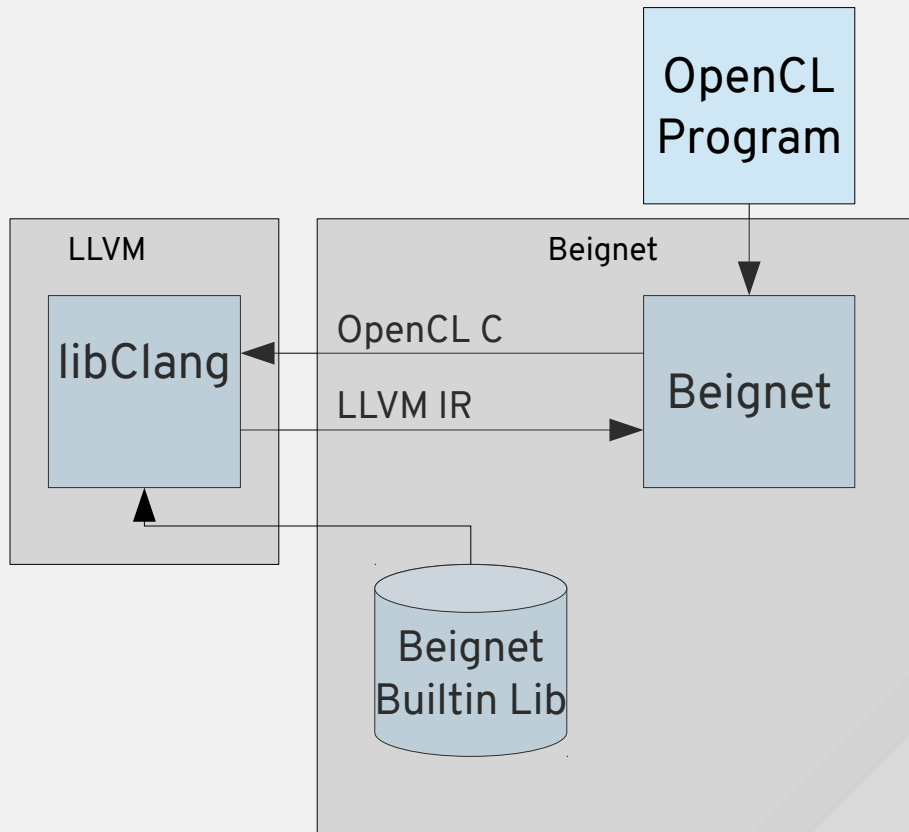 OpenCL
Program
LLVM
Beignet
libClang
OpenCL C
LLVM IR
Beignet
Beignet
Builtin Lib